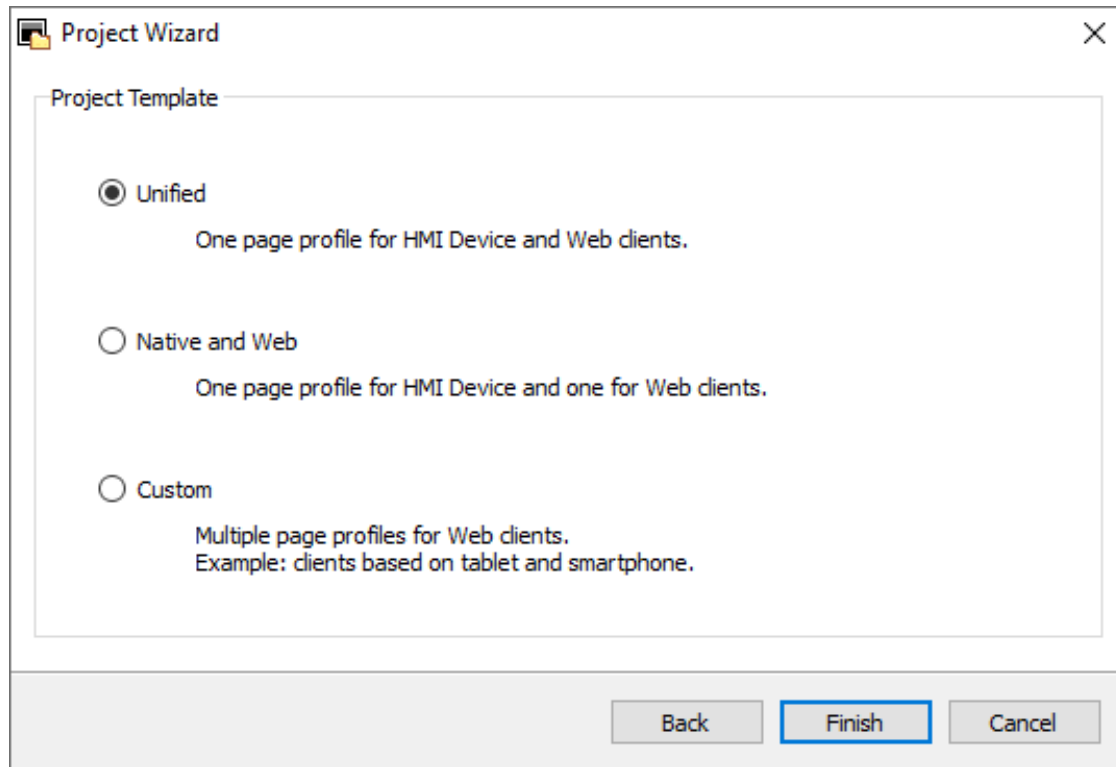 Project Wizard
Project Template
Unified
One page profile for HMI Device and Web clients.
Native and Web
One page profile for HMI Device and one for Web clients.
Custom
Multiple page profiles for Web clients.
Example: clients based on tablet and smartphone.
Back Finish Cancel